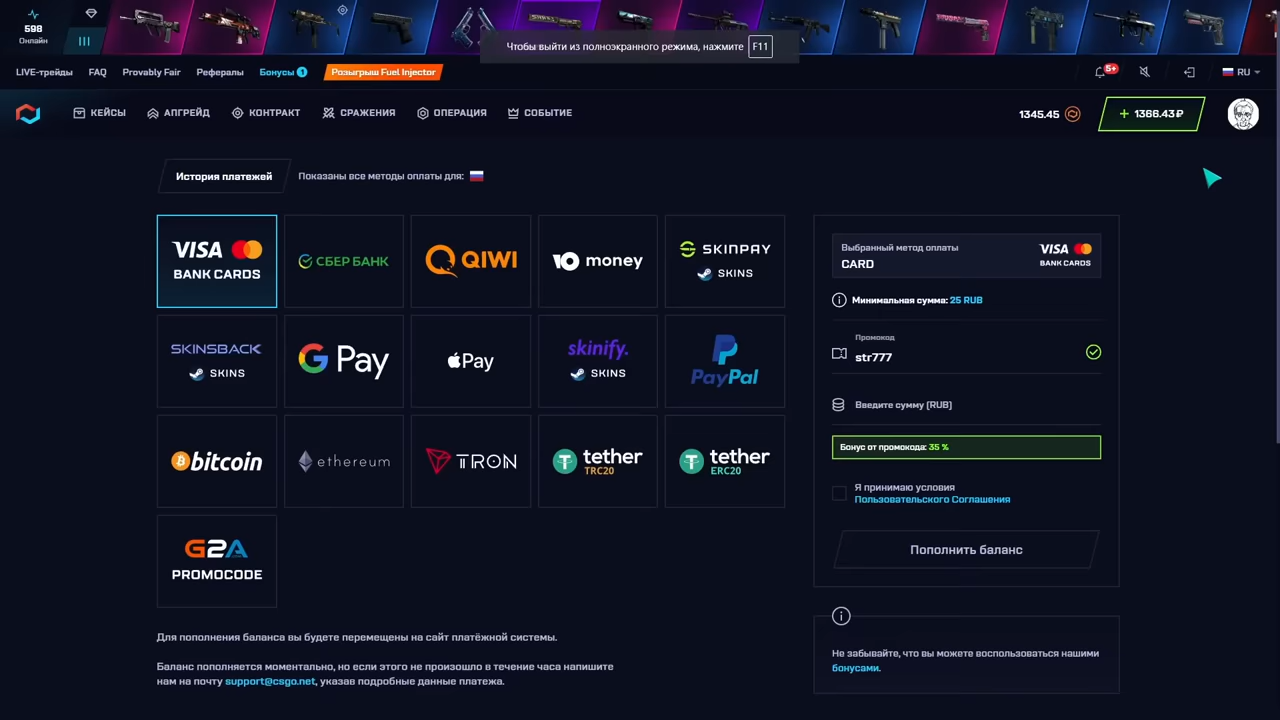 598
Онлайн
Чтобы выйти из полноэкранного режима, нажмите F11
LIVE-трейды
FAQ
Provably Fair
Рефералы
Бонусы 1
Розыгрыш Fuel Injector
5+
RU
КЕЙСЫ
АПГРЕЙД
КОНТРАКТ
СРАЖЕНИЯ
ОПЕРАЦИЯ
СОБЫТИЕ
1345.45
+ 1366.43₽
История платежей
Показаны все методы оплаты для:
VISA
BANK CARDS
СБЕР БАНК
QIWI
Ю money
SKINPAY
SKINS
SKINSBACK
SKINS
G Pay
Pay
skinify.
SKINS
PayPal
bitcoin
ethereum
TRON
tether
TRC20
tether
ERC20
G2A
PROMOCODE
Выбранный метод оплаты
CARD
VISA
BANK CARDS
Минимальная сумма: 25 RUB
Промокод
str777
Введите сумму (RUB)
Бонус от промокода: 35 %
Я принимаю условия
Пользовательского Соглашения
Пополнить баланс
Для пополнения баланса вы будете перемещены на сайт платёжной системы.
Баланс пополняется моментально, но если этого не произошло в течение часа напишите
нам на почту support@csgo.net, указав подробные данные платежа.
Не забывайте, что вы можете воспользоваться нашими
бонусами.